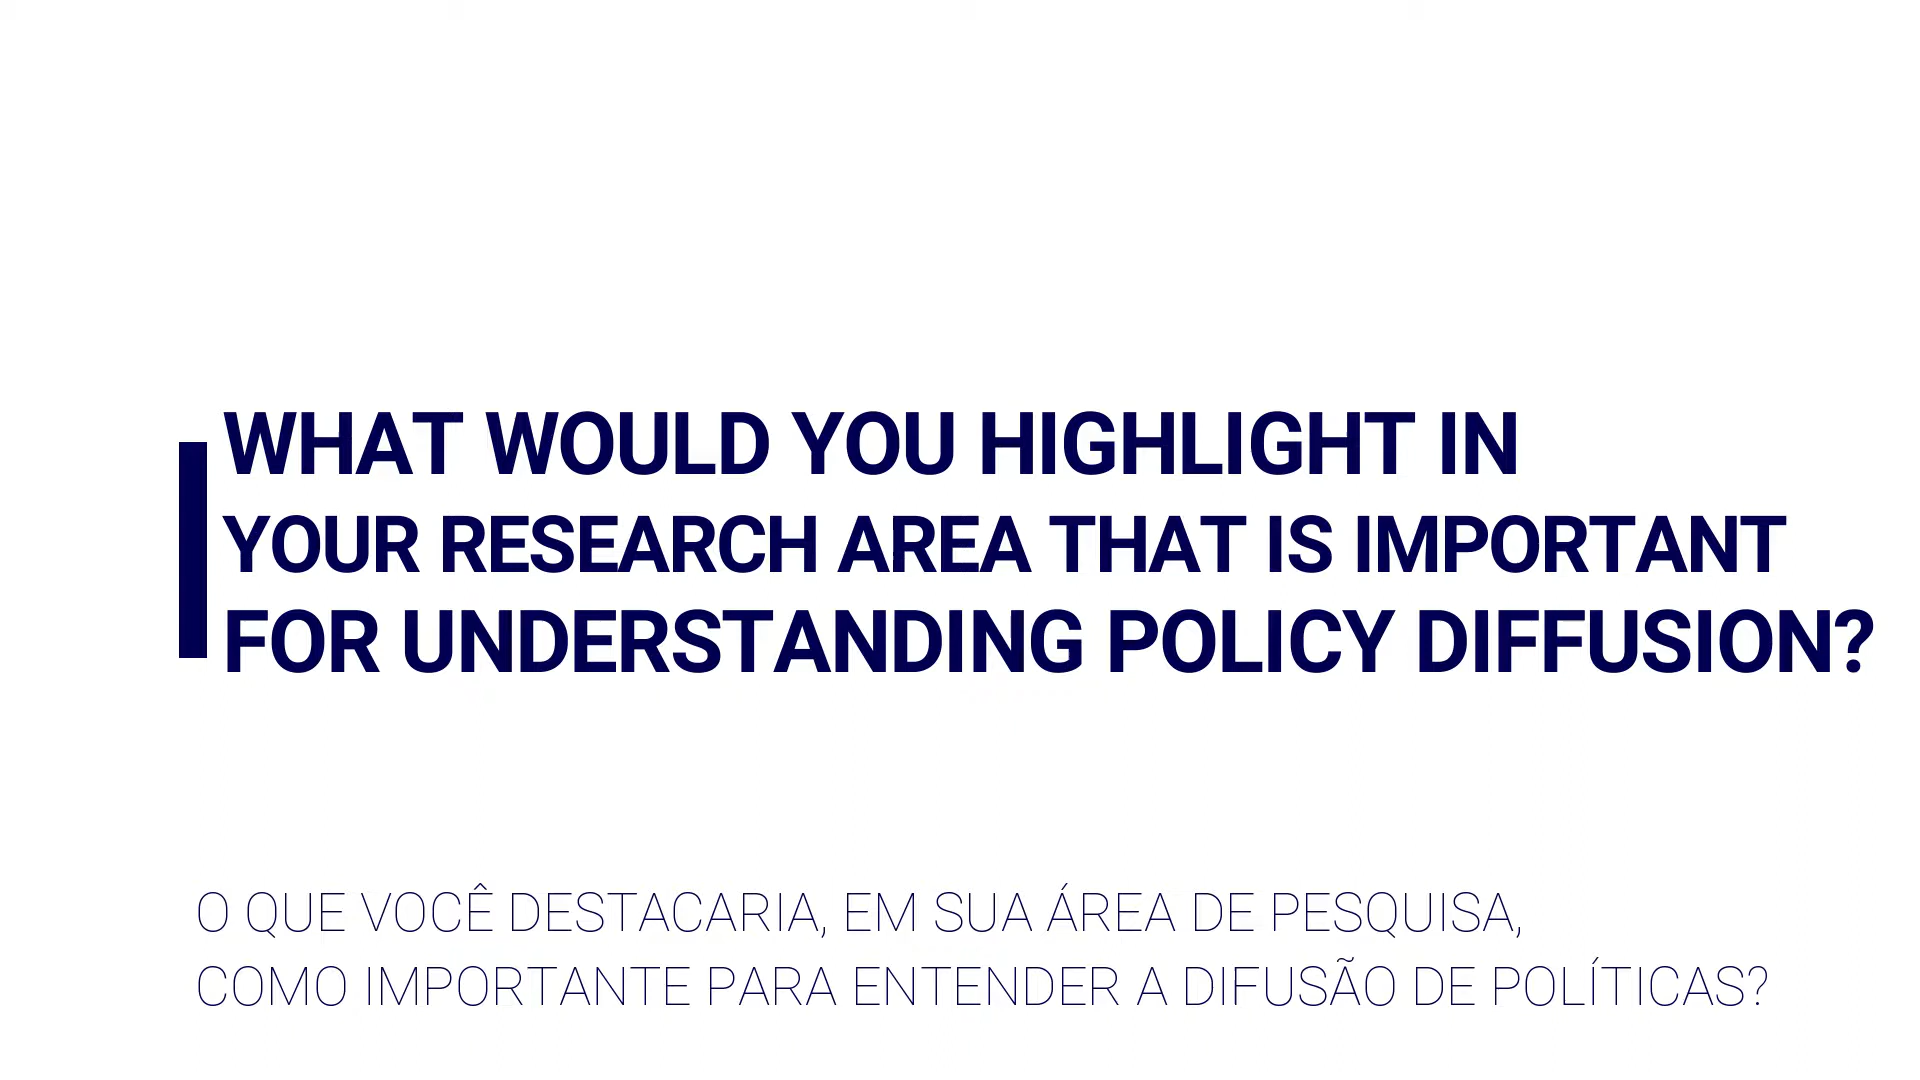 WHAT WOULD YOU HIGHLIGHT IN
YOUR RESEARCH AREA THAT IS IMPORTANT
FOR UNDERSTANDING POLICY DIFFUSION?
O QUE VOCÊ DESTACARIA, EM SUA ÁREA DE PESQUISA,
COMO IMPORTANTE PARA ENTENDER A DIFUSÃO DE POLÍTICAS?